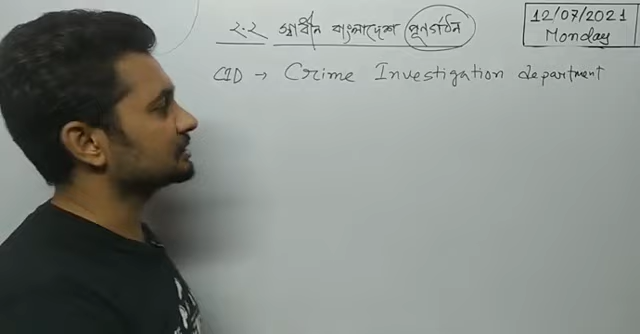 ২.২ স্বাধীন বাংলাদেশ পুনর্গঠন
12/07/2021
Monday
CID → Crime Investigation department